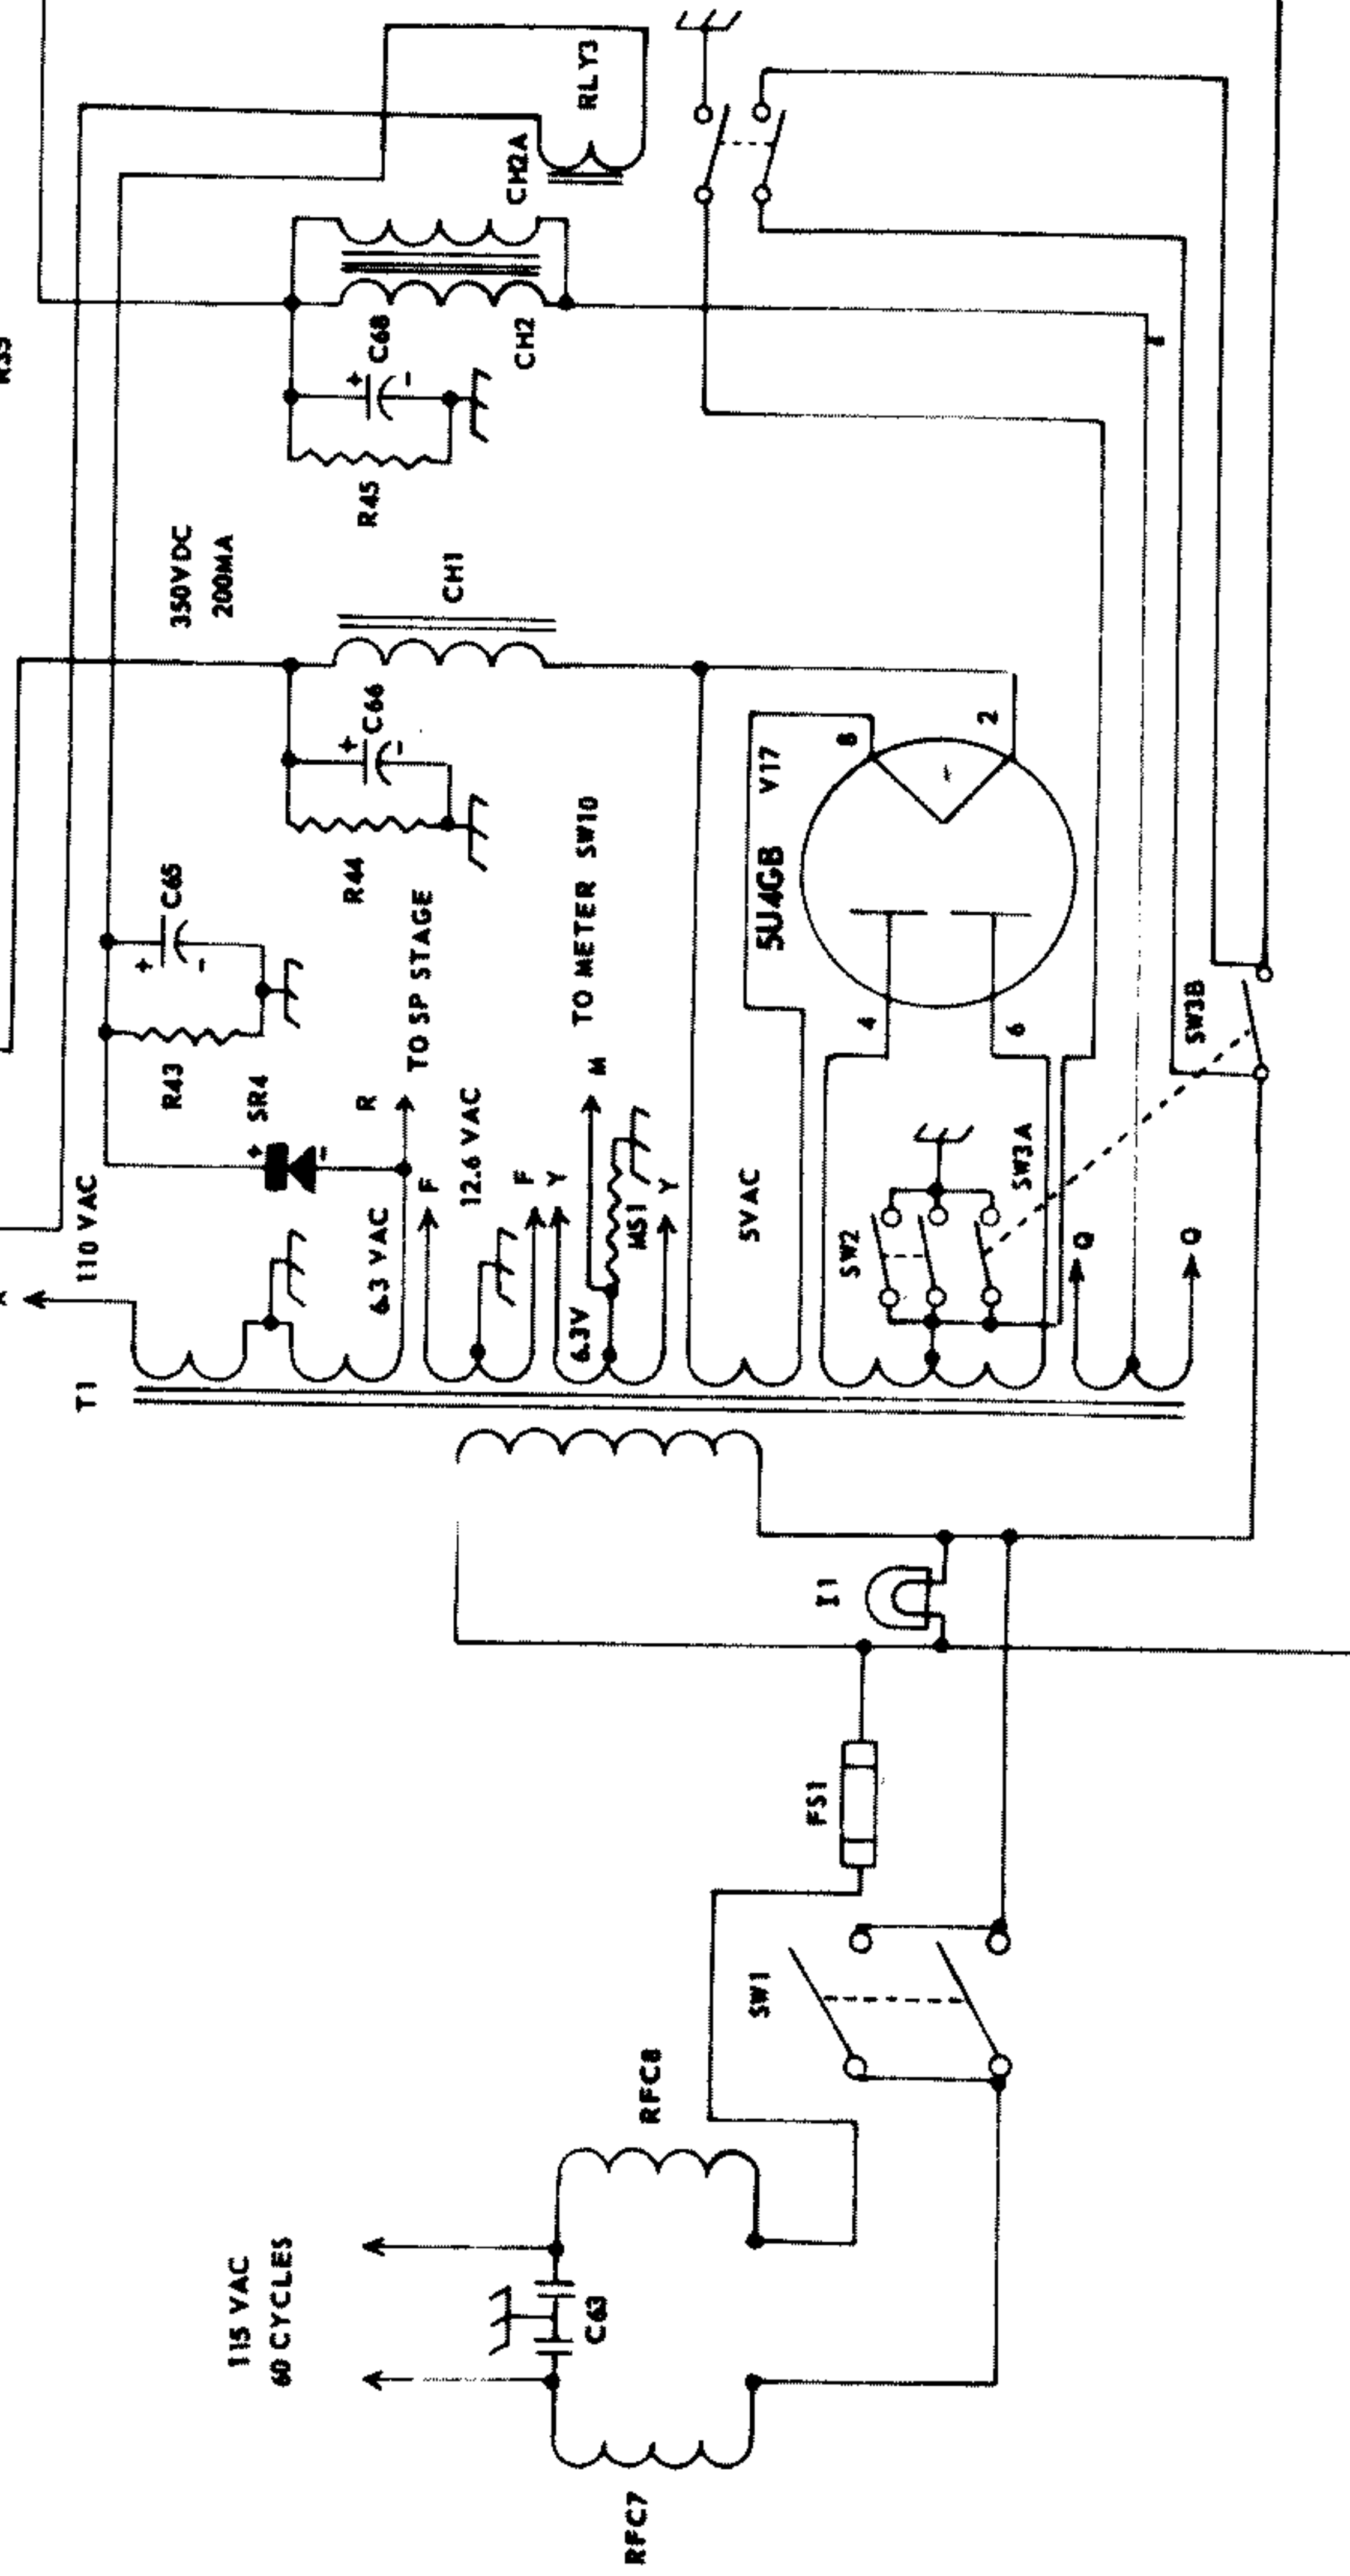 RLY3
CH2A
C68
CH2
R45
350VDC
200MA
CH1
C66
R44
C65
R43
SR4
+
-
+
-
+
-
+
-
TO SP STAGE
R
TO METER SW10
M
110 VAC
6.3 VAC
F
12.6 VAC
F
Y
6.3V
MS1
Y
5VAC
V17
5U4GB
8
2
4
6
SW2
SW3A
SW3B
Q
Q
T1
I1
FS1
SW1
RFC8
115 VAC
60 CYCLES
C63
RFC7